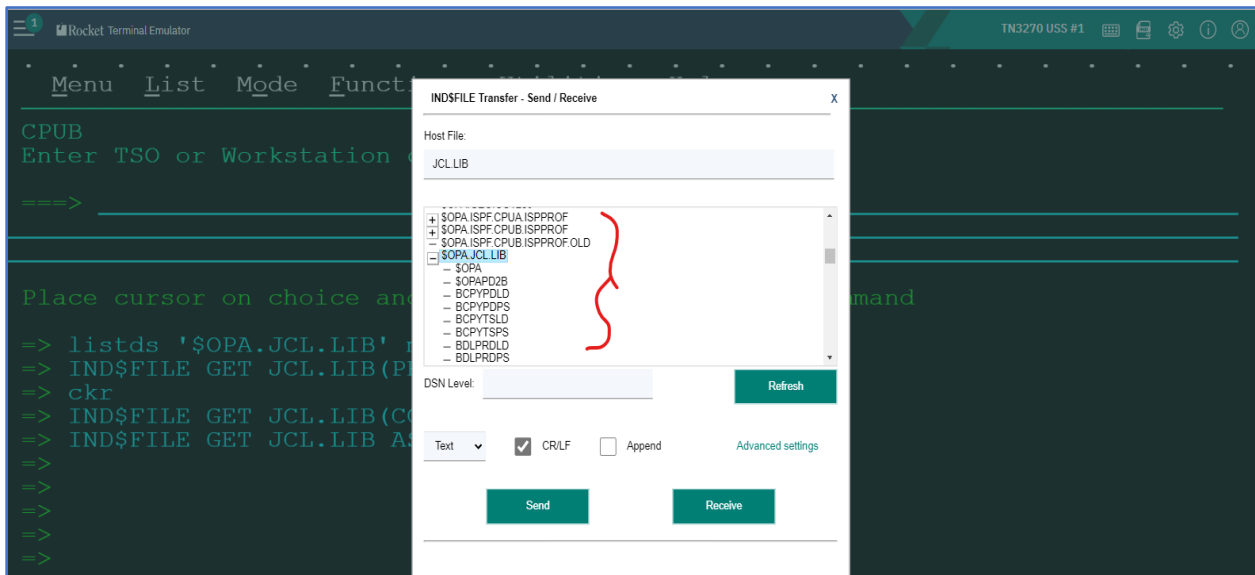 1
Rocket Terminal Emulator
TN3270 USS #1
Menu List Mode Functi
CPUB
Enter TSO or Workstation
===>
Place cursor on choice an
mand
=> listds '$OPA.JCL.LIB'
=> IND$FILE GET JCL.LIB(P
=> ckr
=> IND$FILE GET JCL.LIB(C
=> IND$FILE GET JCL.LIB A
=>
=>
=>
=>
=>
IND$FILE Transfer - Send / Receive
X
Host File:
JCL.LIB
$OPA.ISPF.CPUA.ISPPROF
$OPA.ISPF.CPUB.ISPPROF
$OPA.ISPF.CPUB.ISPPROF.OLD
$OPA.JCL.LIB
$OPA
$OPAPD2B
BCPYPDLD
BCPYPDPS
BCPYTSLD
BCPYTSPS
BDLPRDLD
BDLPRDPS
DSN Level:
Refresh
Text
CR/LF
Append
Advanced settings
Send
Receive